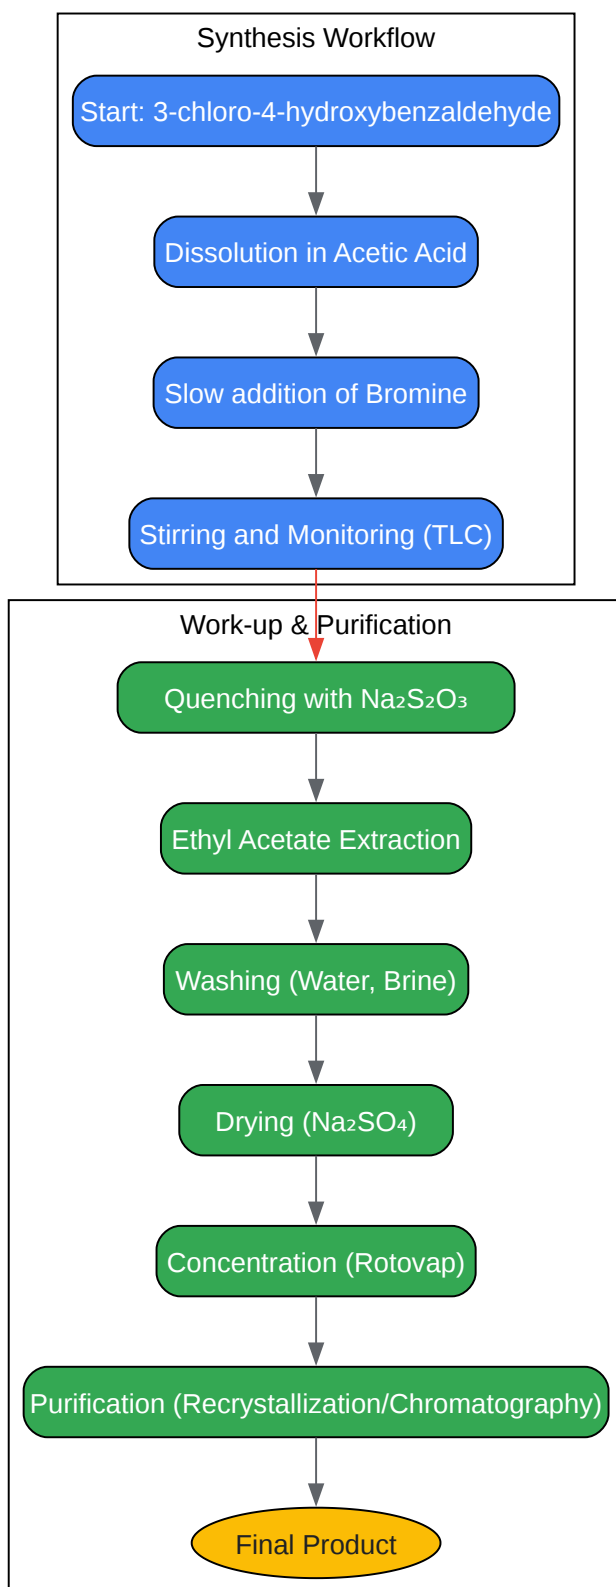 Synthesis Workflow
Start: 3-chloro-4-hydroxybenzaldehyde
Dissolution in Acetic Acid
Slow addition of Bromine
Stirring and Monitoring (TLC)
Work-up & Purification
Quenching with Na₂S₂O₃
Ethyl Acetate Extraction
Washing (Water, Brine)
Drying (Na₂SO₄)
Concentration (Rotovap)
Purification (Recrystallization/Chromatography)
Final Product